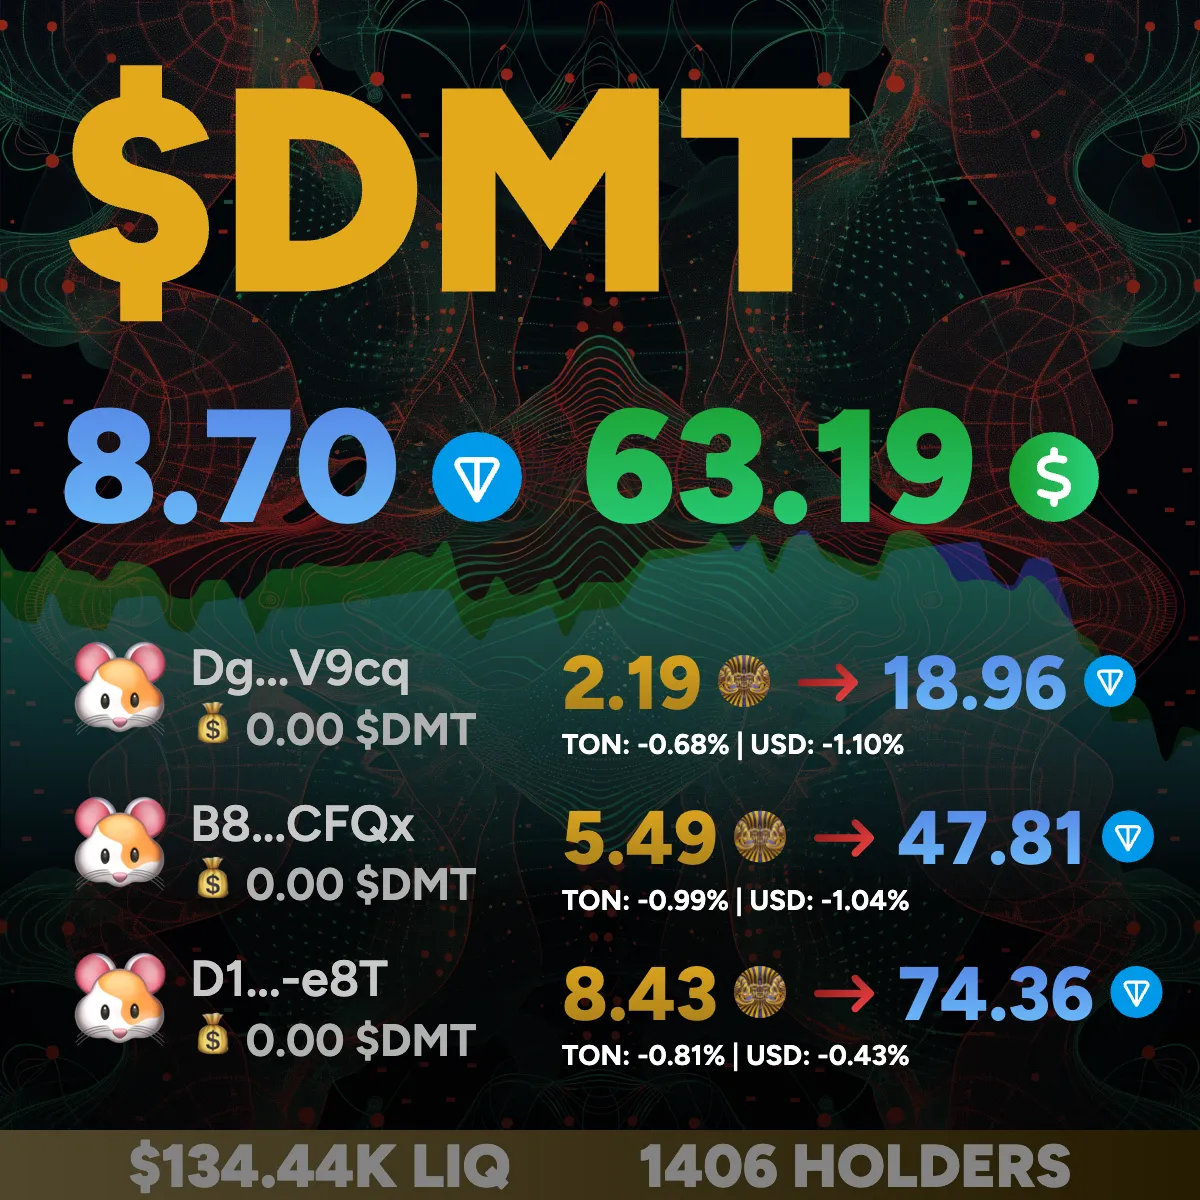 $DMT
8.70 63.19 $
Dg...V9cq
$ 0.00 $DMT
2.19 → 18.96
TON: -0.68% | USD: -1.10%
B8...CFQx
$ 0.00 $DMT
5.49 → 47.81
TON: -0.99% | USD: -1.04%
D1...-e8T
$ 0.00 $DMT
8.43 → 74.36
TON: -0.81% | USD: -0.43%
$134.44K LIQ 1406 HOLDERS